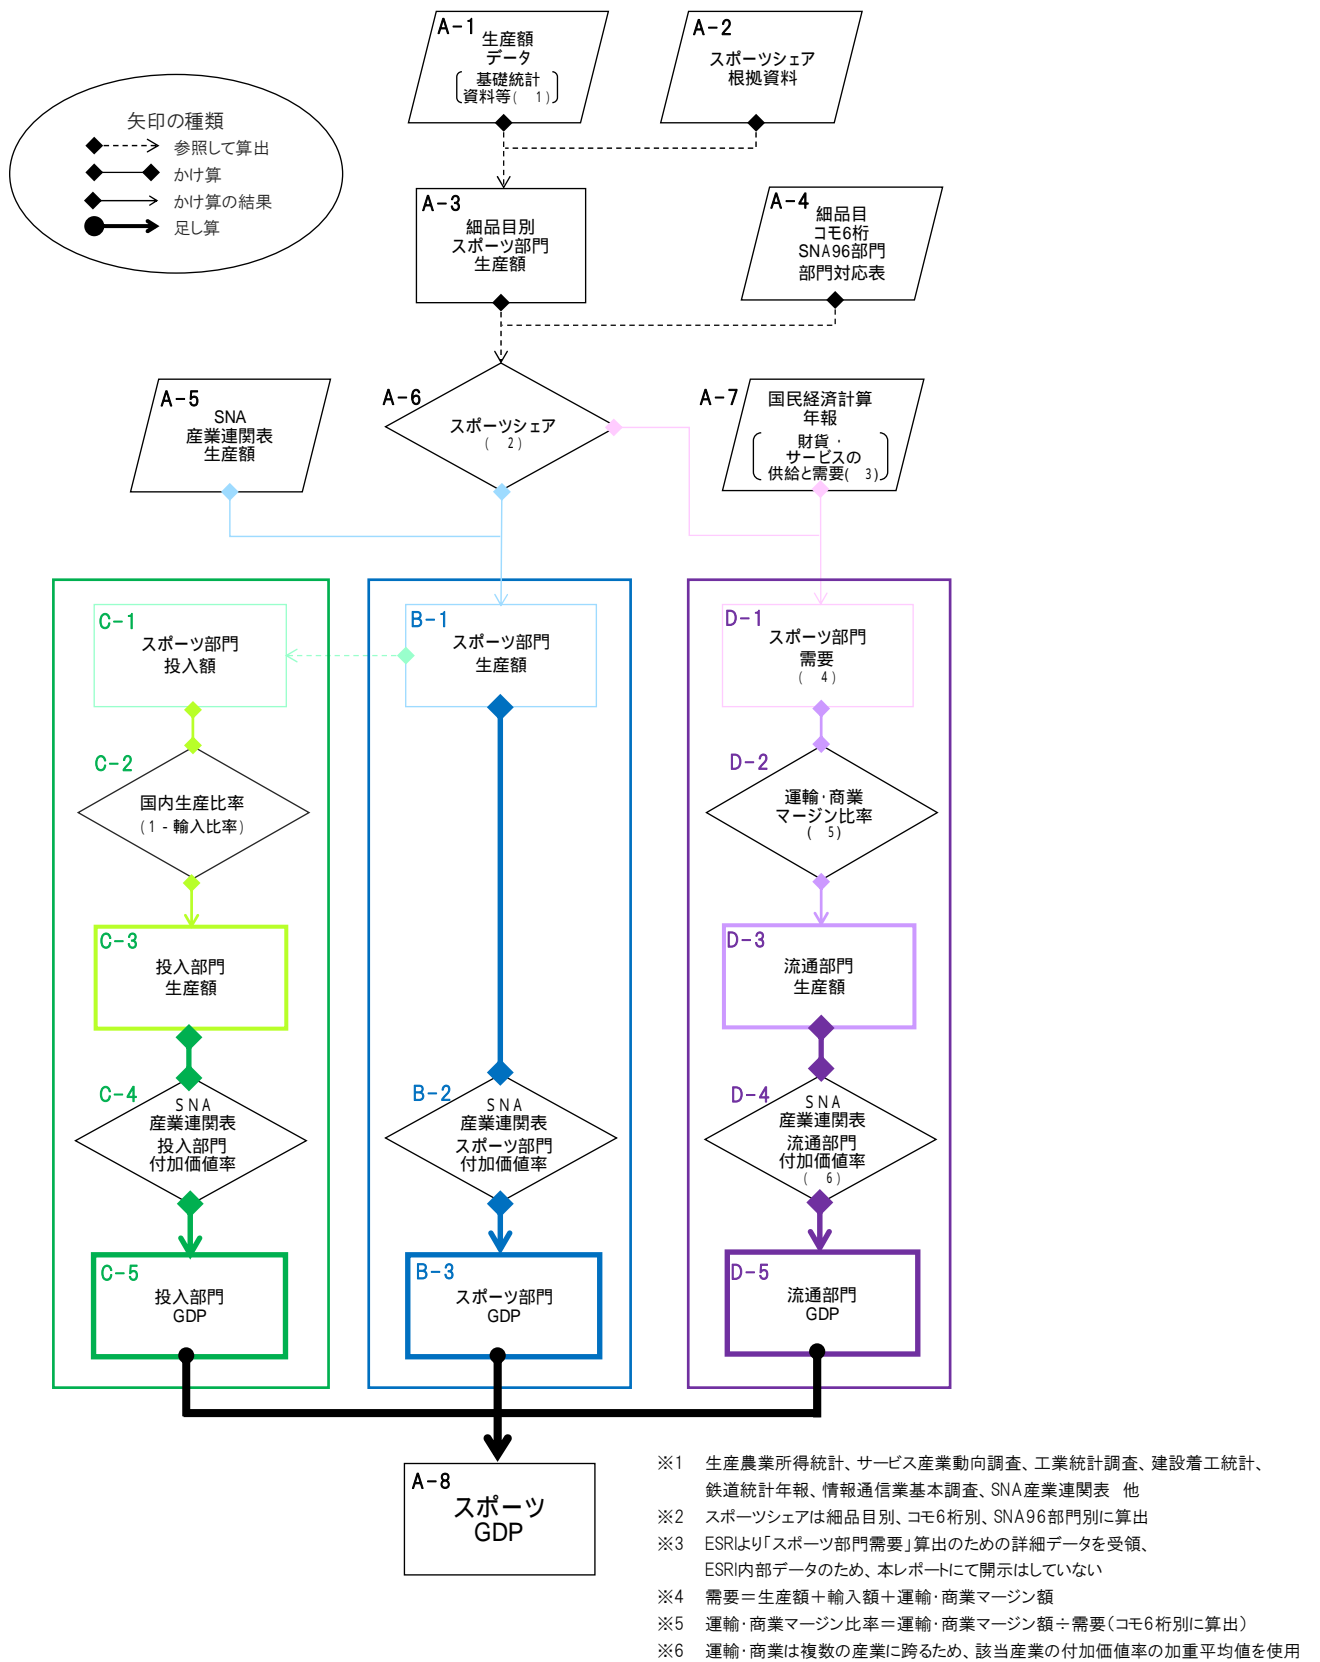 A-1
生産額
データ
基礎統計
資料等( 1)
A-2
スポーツシェア
根拠資料
矢印の種類
参照して算出
かけ算
かけ算の結果
足し算
A-3
細品目別
スポーツ部門
生産額
A-4
細品目
コモ6桁
SNA96部門
部門対応表
A-5
SNA
産業連関表
生産額
A-6
スポーツシェア
( 2)
A-7
国民経済計算
年報
財貨・
サービスの
供給と需要( 3)
C-1
スポーツ部門
投入額
B-1
スポーツ部門
生産額
D-1
スポーツ部門
需要
( 4)
C-2
国内生産比率
(1 - 輸入比率)
D-2
運輸・商業
マージン比率
( 5)
C-3
投入部門
生産額
D-3
流通部門
生産額
C-4
SNA
産業連関表
投入部門
付加価値率
B-2
SNA
産業連関表
スポーツ部門
付加価値率
D-4
SNA
産業連関表
流通部門
付加価値率
( 6)
C-5
投入部門
GDP
B-3
スポーツ部門
GDP
D-5
流通部門
GDP
A-8
スポーツ
GDP
※1 生産農業所得統計、サービス産業動向調査、工業統計調査、建設着工統計、
鉄道統計年報、情報通信業基本調査、SNA産業連関表 他
※2 スポーツシェアは細品目別、コモ6桁別、SNA96部門別に算出
※3 ESRIより「スポーツ部門需要」算出のための詳細データを受領、
ESRI内部データのため、本レポートにて開示はしていない
※4 需要＝生産額＋輸入額＋運輸・商業マージン額
※5 運輸・商業マージン比率＝運輸・商業マージン額÷需要（コモ6桁別に算出）
※6 運輸・商業は複数の産業に跨るため、該当産業の付加価値率の加重平均値を使用